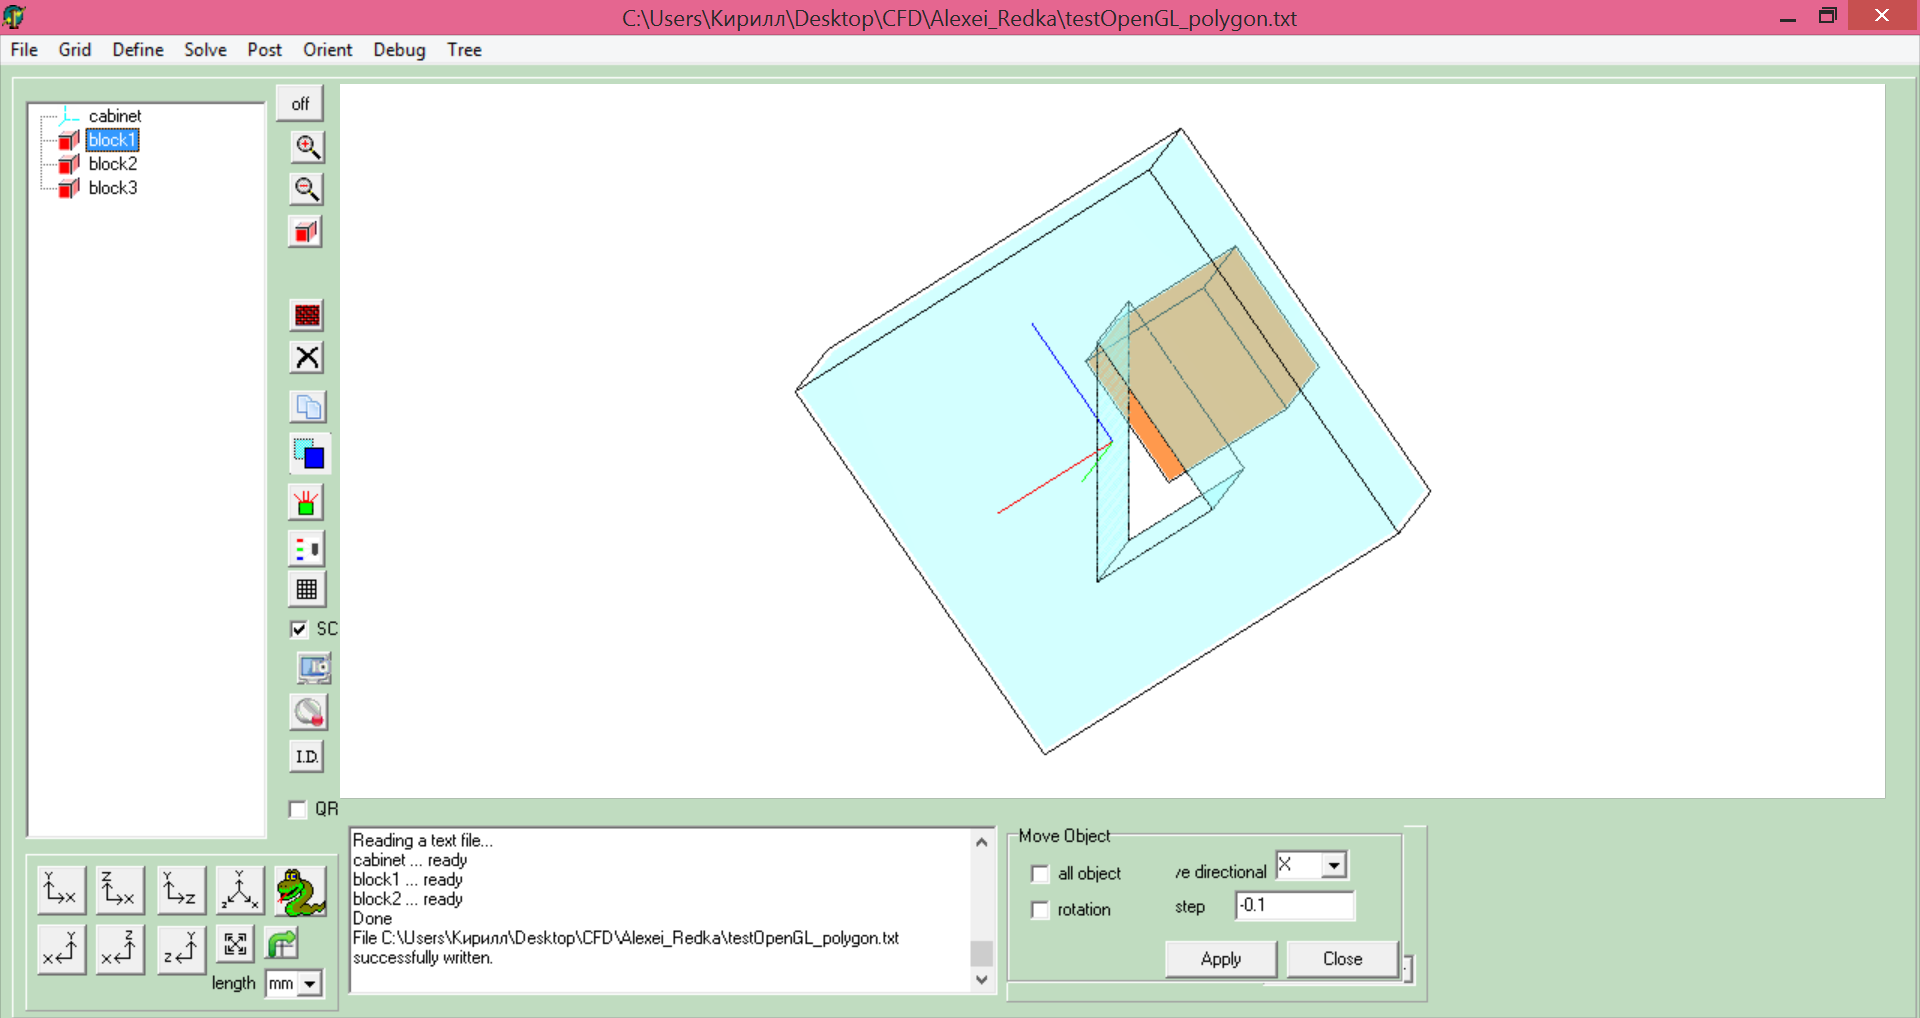 C:\Users\Кирилл\Desktop\CFD\Alexei_Redka\testOpenGL_polygon.txt
File Grid Define Solve Post Orient Debug Tree
cabinet
block1
block2
block3
off
SC
I.D.
QR
Reading a text file...
cabinet ... ready
block1 ... ready
block2 ... ready
Done
File C:\Users\Кирилл\Desktop\CFD\Alexei_Redka\testOpenGL_polygon.txt
successfully written.
Y X
Z X
Y Z
Y Z X
Y X
Z X
Y Z
length mm
Move Object
all object
/e directional X
rotation
step -0.1
Apply Close